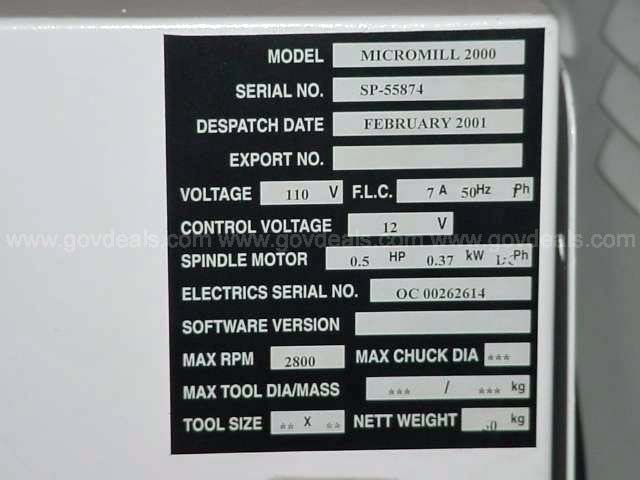 MODEL MICROMILL 2000
SERIAL NO. SP-55874
DESPATCH DATE FEBRUARY 2001
EXPORT NO.
VOLTAGE 110 V F.L.C. 7 A 50Hz Ph
CONTROL VOLTAGE 12 V
www.govdeals.com www.govdeals.com www.govdeals.com
SPINDLE MOTOR 0.5 HP 0.37 kW Ph
ELECTRICS SERIAL NO. OC 00262614
SOFTWARE VERSION
MAX RPM 2800 MAX CHUCK DIA ***
MAX TOOL DIA/MASS *** / *** kg
TOOL SIZE ** X ** NETT WEIGHT kg